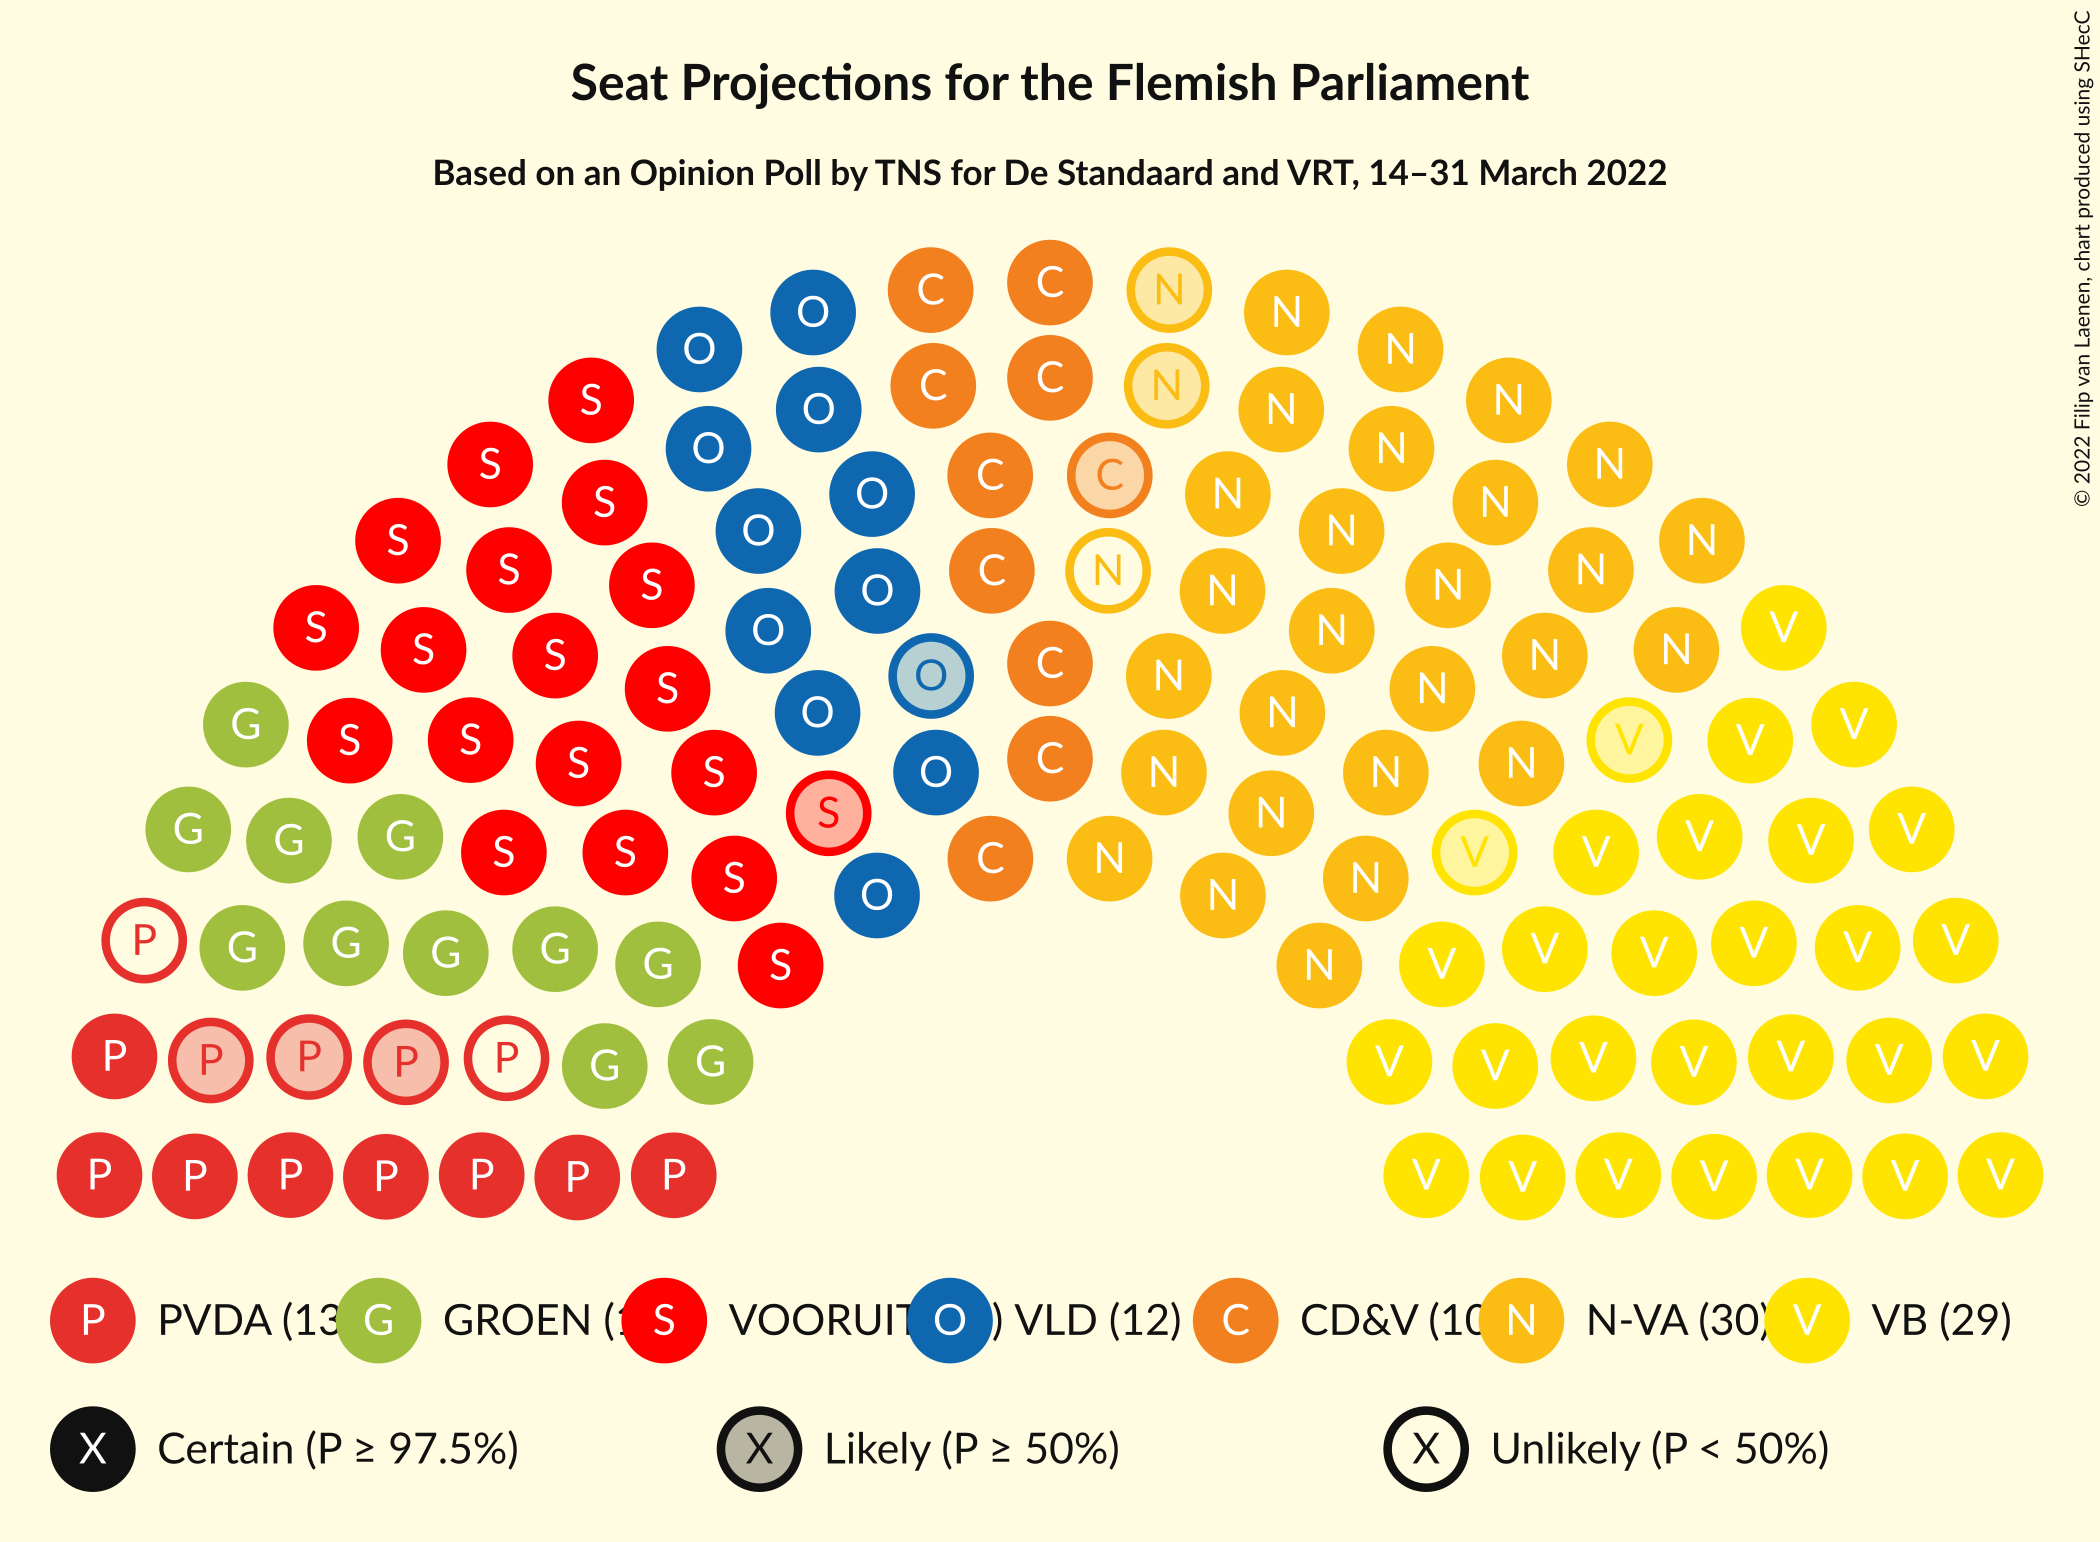 Seat Projections for the Flemish Parliament
Based on an Opinion Poll by TNS for De Standaard and VRT, 14–31 March 2022
© 2022 Filip van Laenen, chart produced using SHecC
C C N N
O O N
S C C N N
S O O N N
S S O O C C N N N N
S S S O O C N N N N N
S S S O O C N N N N V
G S S S S O O C N N N N V V V
G G G S S S S O C N N N N V V V V V
P G G G G G S O C N N N N V V V V V V
P P P P P G G V V V V V V V
P P P P P P P V V V V V V V
P PVDA (13 G GROEN (1 S VOORUIT O ) VLD (12) C CD&V (10 N N-VA (30) V VB (29)
X Certain (P ≥ 97.5%) X Likely (P ≥ 50%) X Unlikely (P < 50%)